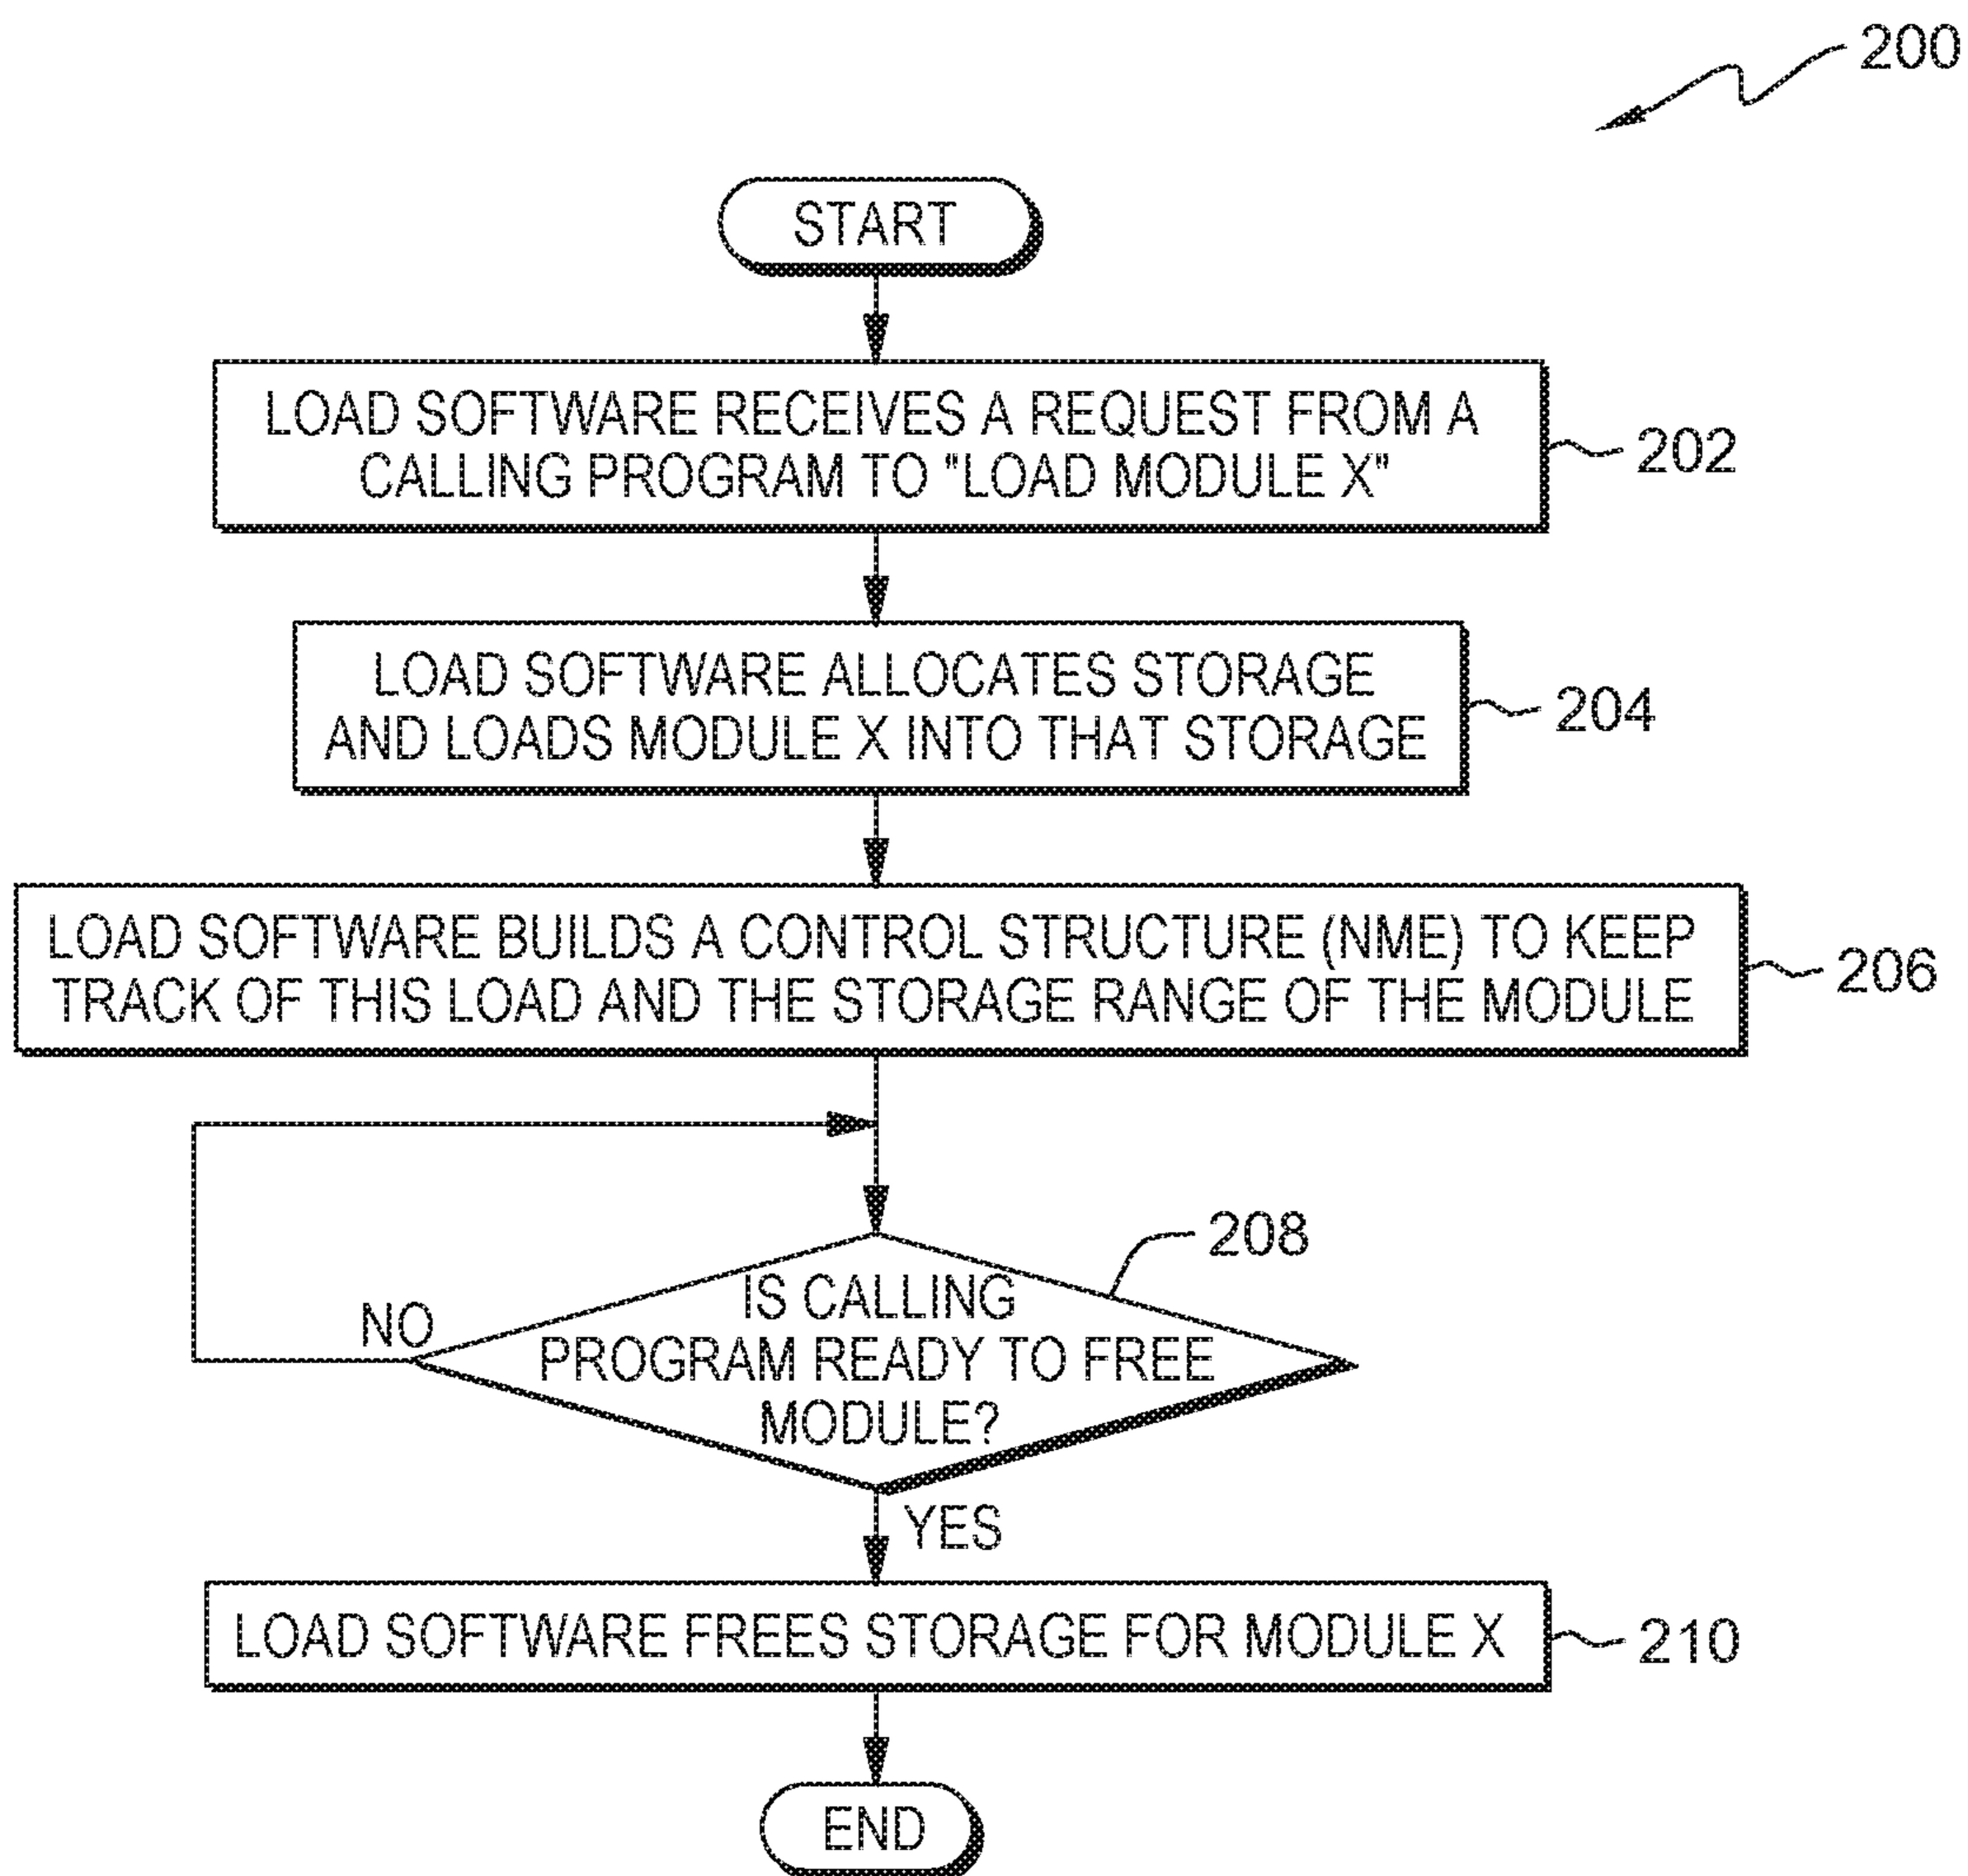 200
START
LOAD SOFTWARE RECEIVES A REQUEST FROM A
CALLING PROGRAM TO "LOAD MODULE X"
202
LOAD SOFTWARE ALLOCATES STORAGE
AND LOADS MODULE X INTO THAT STORAGE
204
LOAD SOFTWARE BUILDS A CONTROL STRUCTURE (NME) TO KEEP
TRACK OF THIS LOAD AND THE STORAGE RANGE OF THE MODULE
206
208
IS CALLING
PROGRAM READY TO FREE
MODULE?
NO
YES
LOAD SOFTWARE FREES STORAGE FOR MODULE X
210
END